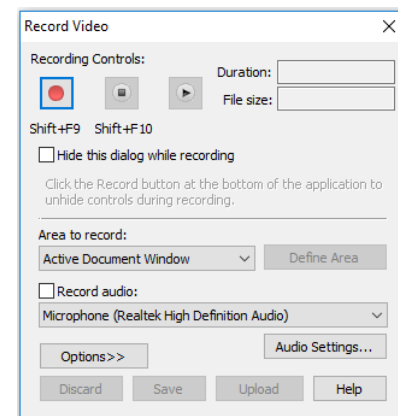 Record Video
Recording Controls:
Duration:
File size:
Shift+F9 Shift+F10
Hide this dialog while recording
Click the Record button at the bottom of the application to
unhide controls during recording.
Area to record:
Active Document Window
Define Area
Record audio:
Microphone (Realtek High Definition Audio)
Options>>
Audio Settings...
Discard Save Upload Help